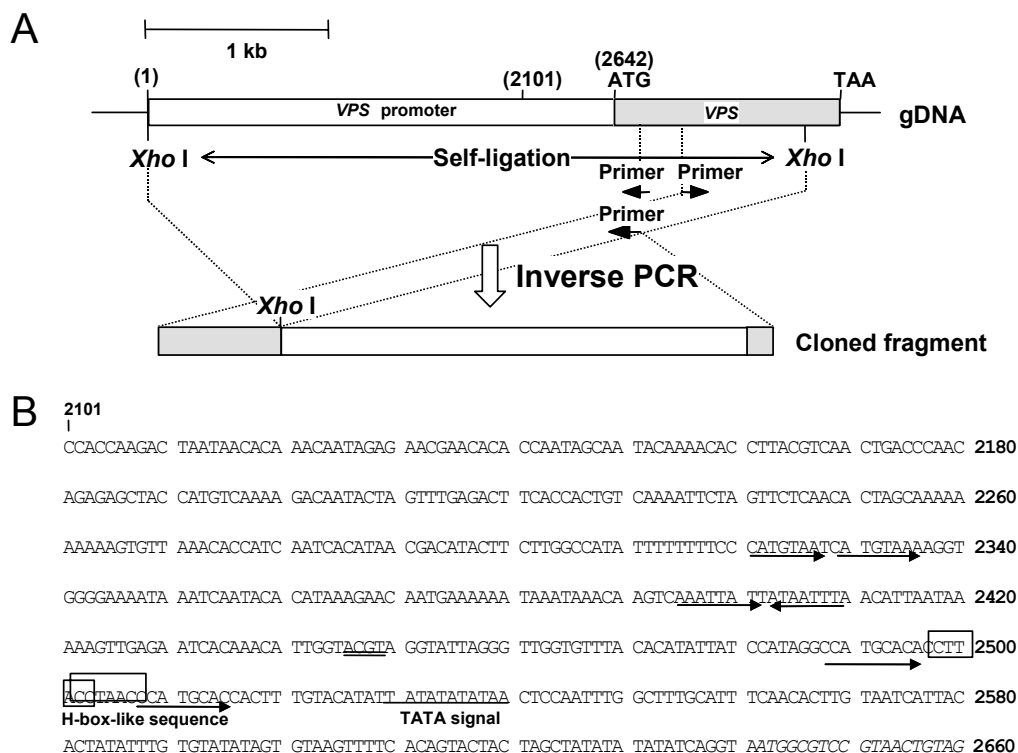 A
1 kb
(1)
(2101)
(2642)
ATG
TAA
VPS promoter
VPS
gDNA
Xho I
Self-ligation
Xho I
Primer
Primer
Primer
Inverse PCR
Xho I
Cloned fragment
B
2101
CCACCAAGAC TAATAACACA AACAATAGAG AACGAACACA CCAATAGCAA TACAAAACAC CTTACGTCAA CTGACCCAAC 2180
AGAGAGCTAC CATGTCAAAA GACAATACTA GTTTGAGACT TCACCACTGT CAAAATTCTA GTTCTCAACA CTAGCAAAAA 2260
AAAAAGTGTT AAACACCATC AATCACATAA CGACATACTT CTTGGCCATA TTTTTTTTCC CATGTAATCA TGTAAAAGGT 2340
GGGGAAAATA AATCAATACA CATAAAGAAC AATGAAAAAA TAAATAAACA AGTCAAATTA TTATAATTTA ACATTAATAA 2420
AAAGTTGAGA ATCACAAACA TTGGTACGTA GGTATTAGGG TTGGTGTTTA CACATATTAT CCATAGGCCA TGCACACCTT 2500
ACCTAACCCA TGCACCACTT TGTACATATT ATATATATAA CTCCAATTTG GCTTTGCATT TCAACACTTG TAATCATTAC 2580
H-box-like sequence TATA signal
ACTATATTTG TGTATATAGT GTAAGTTTTC ACAGTACTAC TAGCTATATA TATATCAGGT AATGGCGTCC GTAACTGTAG 2660